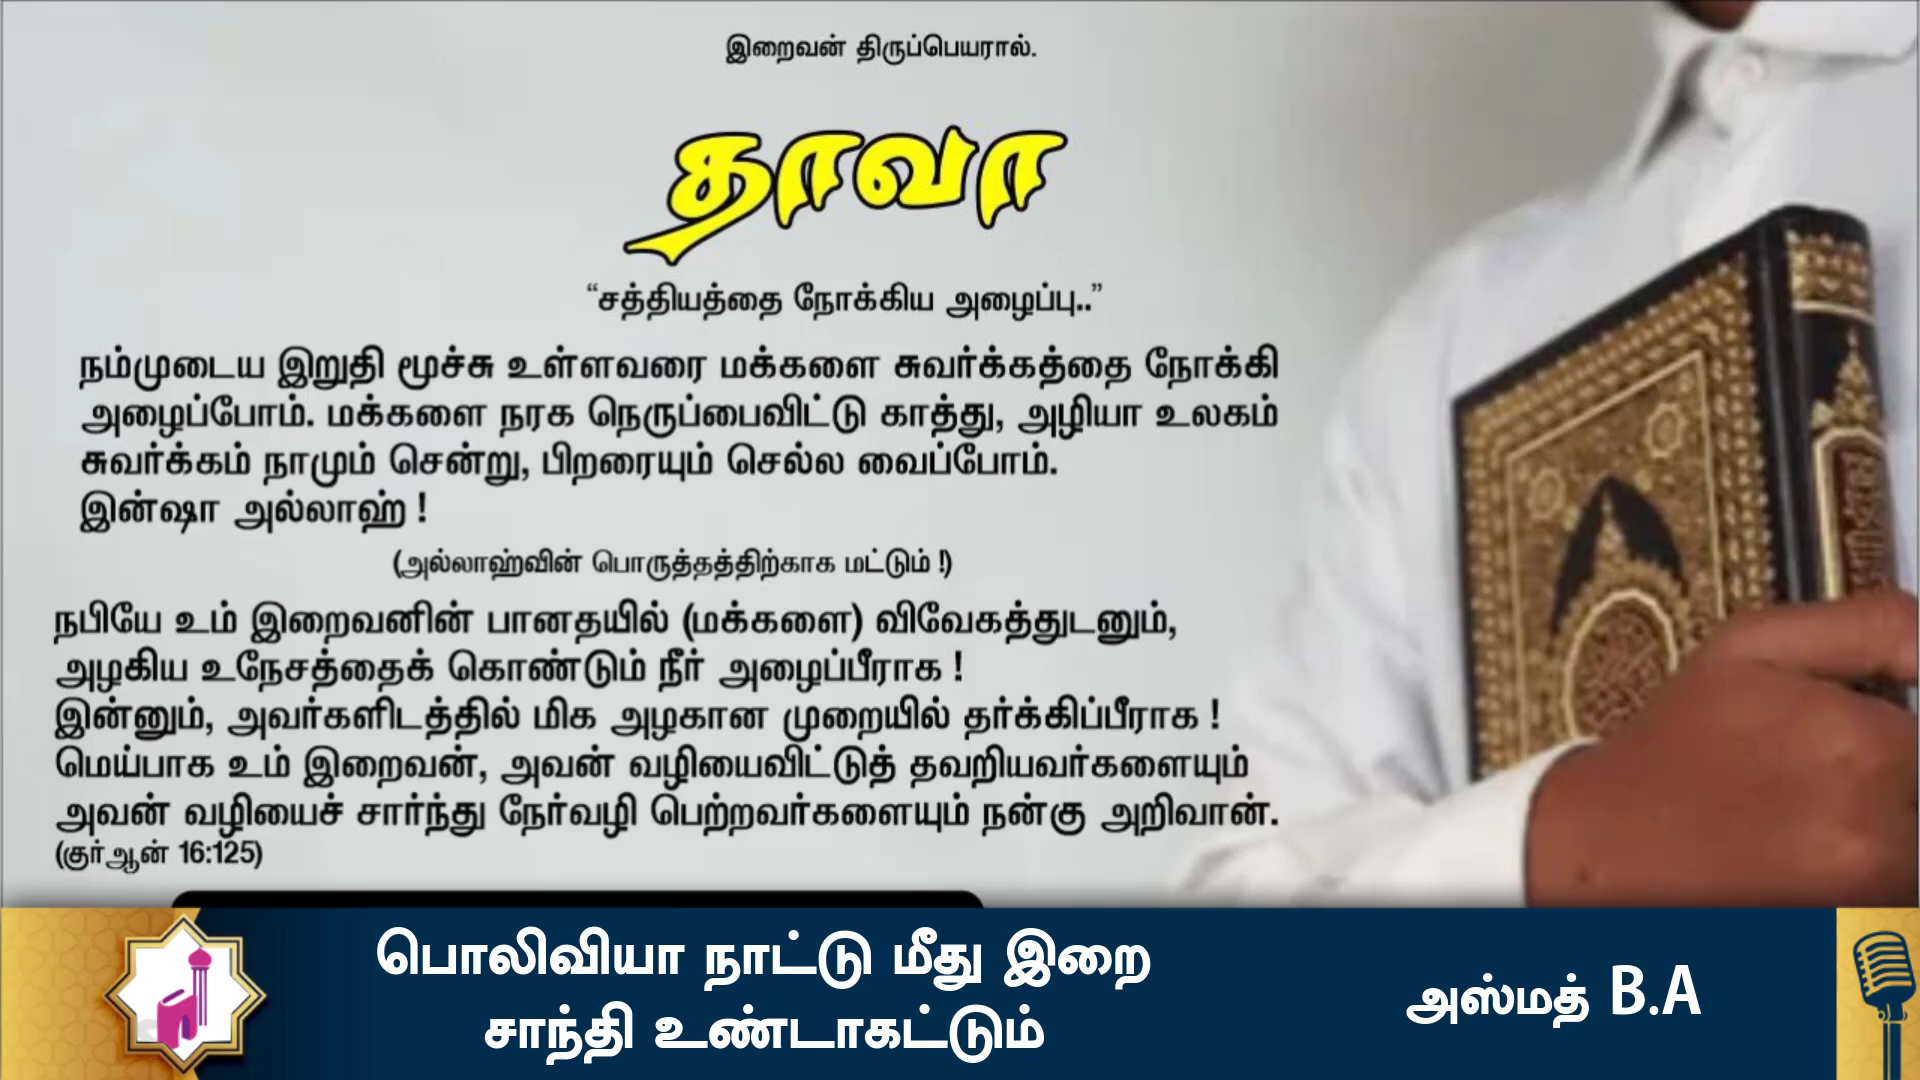 இறைவன் திருப்பெயரால்.
தாவா
“சத்தியத்தை நோக்கிய அழைப்பு..”
நம்முடைய இறுதி மூச்சு உள்ளவரை மக்களை சுவர்க்கத்தை நோக்கி
அழைப்போம். மக்களை நரக நெருப்பைவிட்டு காத்து, அழியா உலகம்
சுவர்க்கம் நாமும் சென்று, பிறரையும் செல்ல வைப்போம்.
இன்ஷா அல்லாஹ் !
(அல்லாஹ்வின் பொருத்தத்திற்காக மட்டும் !)
நபியே உம் இறைவனின் பானதயில் (மக்களை) விவேகத்துடனும்,
அழகிய உநேசத்தைக் கொண்டும் நீர் அழைப்பீராக !
இன்னும், அவர்களிடத்தில் மிக அழகான முறையில் தர்க்கிப்பீராக !
மெய்பாக உம் இறைவன், அவன் வழியைவிட்டுத் தவறியவர்களையும்
அவன் வழியைச் சார்ந்து நேர்வழி பெற்றவர்களையும் நன்கு அறிவான்.
(குர்ஆன் 16:125)
பொலிவியா நாட்டு மீது இறை
சாந்தி உண்டாகட்டும்
அஸ்மத் B.A